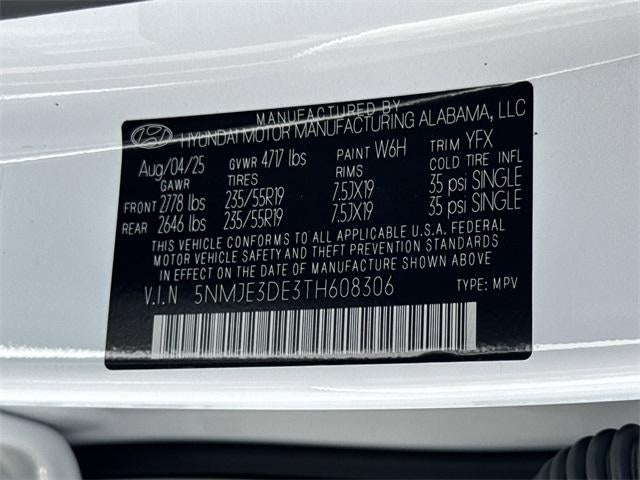 MANUFACTURED BY
HYUNDAI MOTOR MANUFACTURING ALABAMA, LLC
Aug/04/25 GVWR 4717 lbs PAINT W6H TRIM YFX
GAWR TIRES RIMS COLD TIRE INFL
FRONT 2778 lbs 235/55R19 7.5JX19 35 psi SINGLE
REAR 2646 lbs 235/55R19 7.5JX19 35 psi SINGLE
THIS VEHICLE CONFORMS TO ALL APPLICABLE U.S.A. FEDERAL
MOTOR VEHICLE SAFETY AND THEFT PREVENTION STANDARDS
IN EFFECT ON THE DATE OF MANUFACTURE SHOWN ABOVE.
V.I.N 5NMJE3DE3TH608306 TYPE: MPV